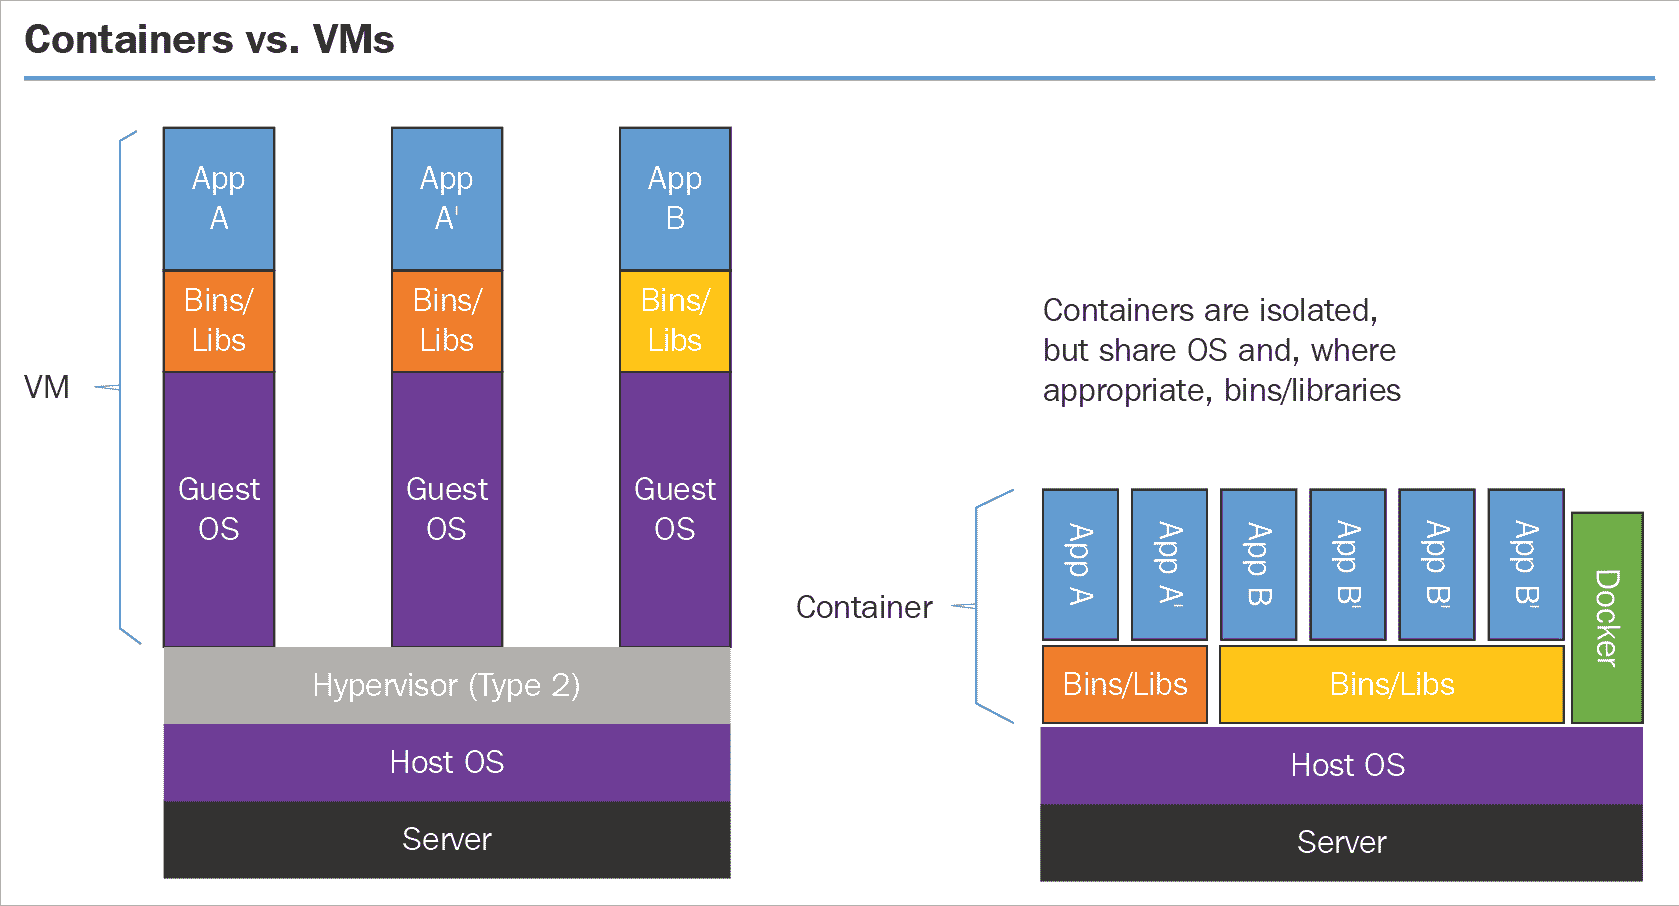 Containers vs. VMs
App
A
App
A'
App
B
Bins/
Libs
Bins/
Libs
Bins/
Libs
VM
Guest
OS
Guest
OS
Guest
OS
Hypervisor (Type 2)
Host OS
Server
Containers are isolated,
but share OS and, where
appropriate, bins/libraries
Container
App A
App A'
App B
App B'
App B'
App B'
Docker
Bins/Libs
Bins/Libs
Host OS
Server